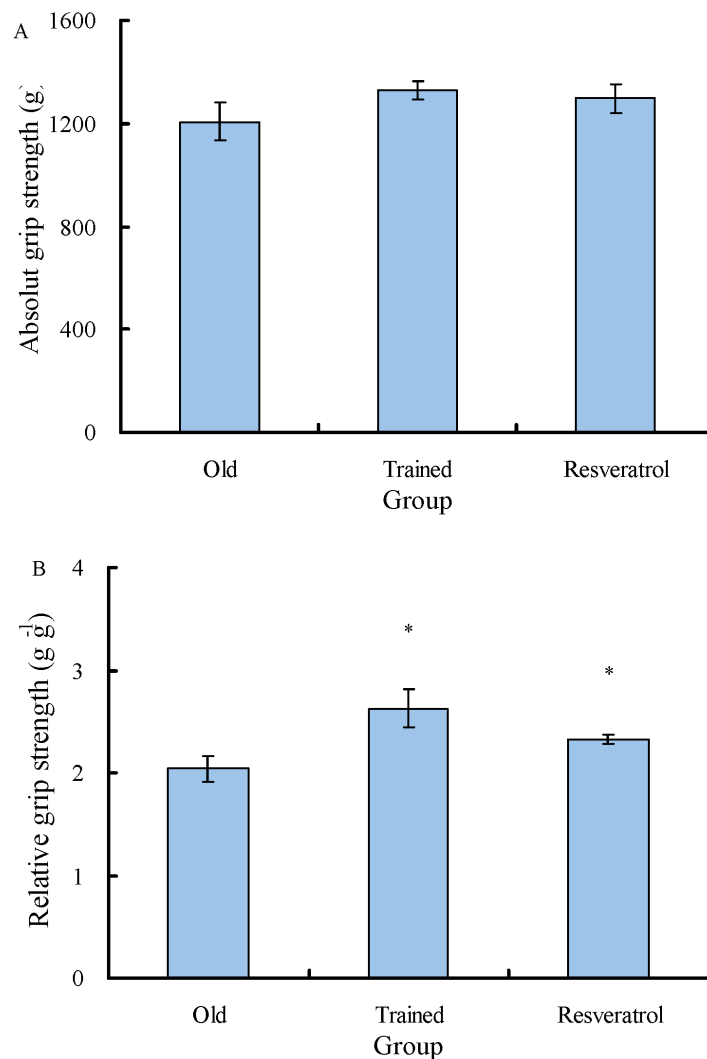 A
1600
1200
800
400
0
Absolut grip strength (g)
Old Trained Resveratrol
Group
B
4
3
2
1
0
Relative grip strength (g g-1)
* *
Old Trained Resveratrol
Group